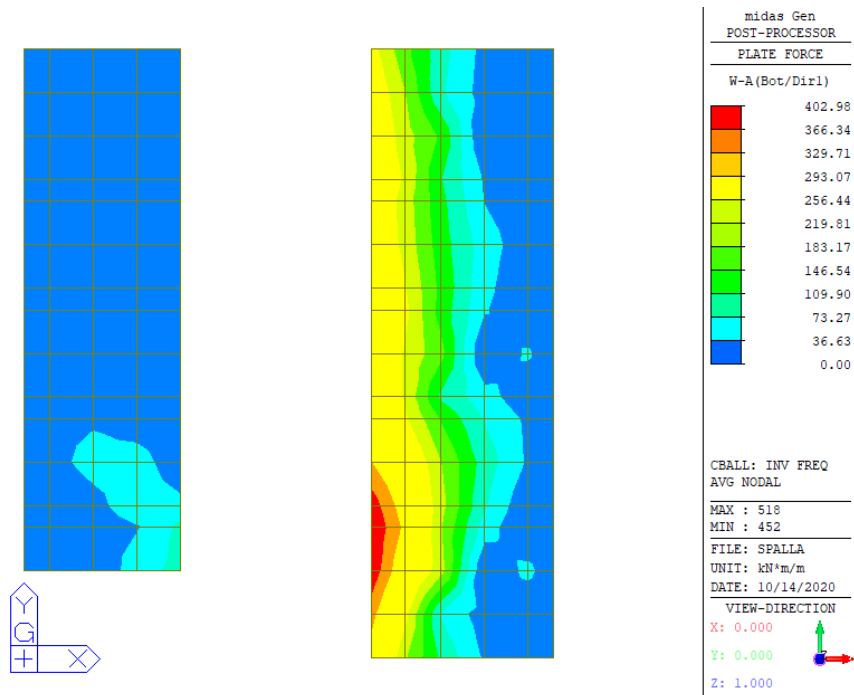 midas Gen
POST-PROCESSOR
PLATE FORCE
W-A(Bot/Dir1)
402.98
366.34
329.71
293.07
256.44
219.81
183.17
146.54
109.90
73.27
36.63
0.00
CBALL: INV FREQ
AVG NODAL
MAX : 518
MIN : 452
FILE: SPALLA
UNIT: kN*m/m
DATE: 10/14/2020
VIEW-DIRECTION
X: 0.000
Y: 0.000
Z: 1.000
Y
G
+ X